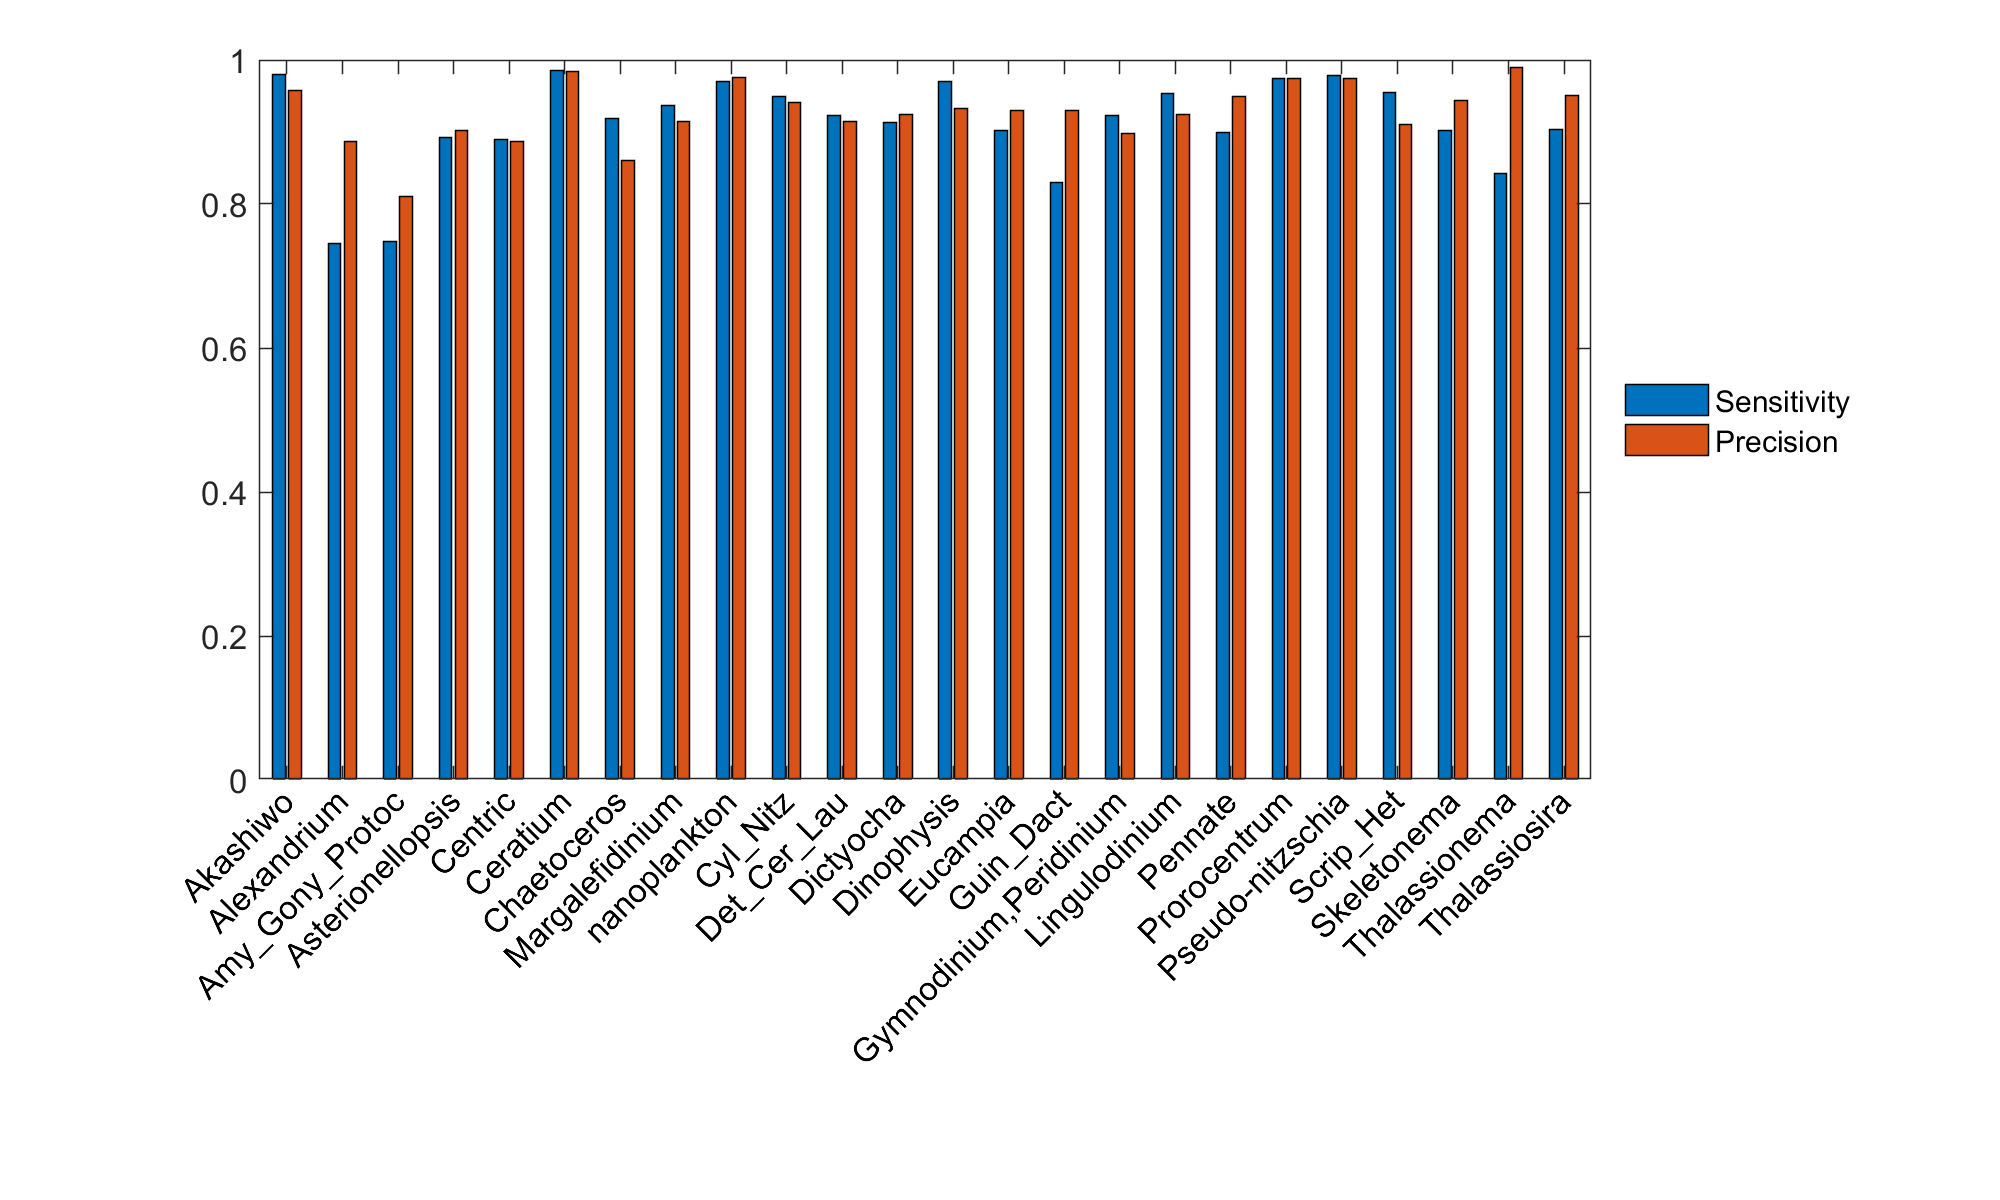 1
0.8
0.6
0.4
0.2
0
Akashiwo
Alexandrium
Amy_Gony_Protoc
Asterionellopsis
Centric
Ceratium
Chaetoceros
Margalefidinium
nanoplankton
Cyl_Nitz
Det_Cer_Lau
Dictyocha
Dinophysis
Eucampia
Guin_Dact
Gymnodinium,Peridinium
Lingulodinium
Pennate
Prorocentrum
Pseudo-nitzschia
Scrip_Het
Skeletonema
Thalassionema
Thalassiosira
Sensitivity
Precision